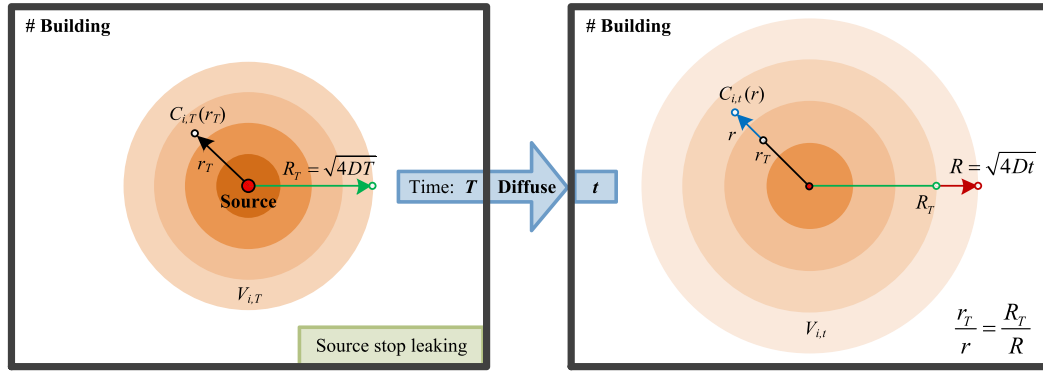 # Building
C_{i,T}(r_T)
r_T
R_T = √4DT
Source
V_{i,T}
Source stop leaking
Time: T Diffuse t
# Building
C_{i,t}(r)
r
r_T
R = √4Dt
R_T
V_{i,t}
r_T/r = R_T/R